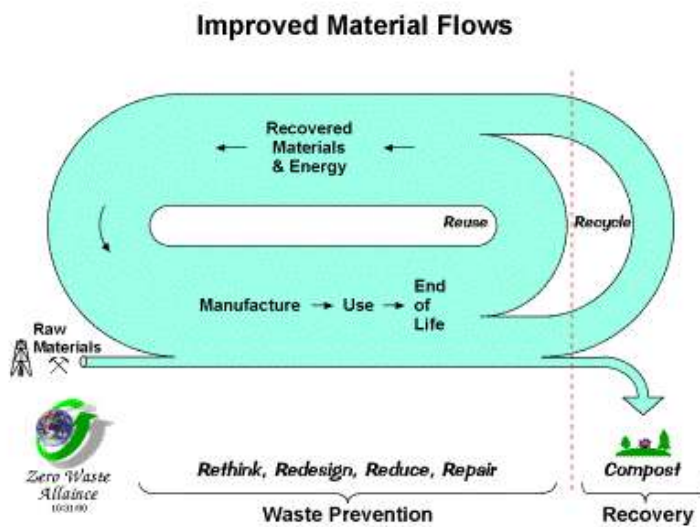 Improved Material Flows
Recovered
Materials
& Energy
Reuse
Recycle
Manufacture
Use
End
of
Life
Raw
Materials
Zero Waste
Allaince
Rethink, Redesign, Reduce, Repair
Compost
Waste Prevention
Recovery